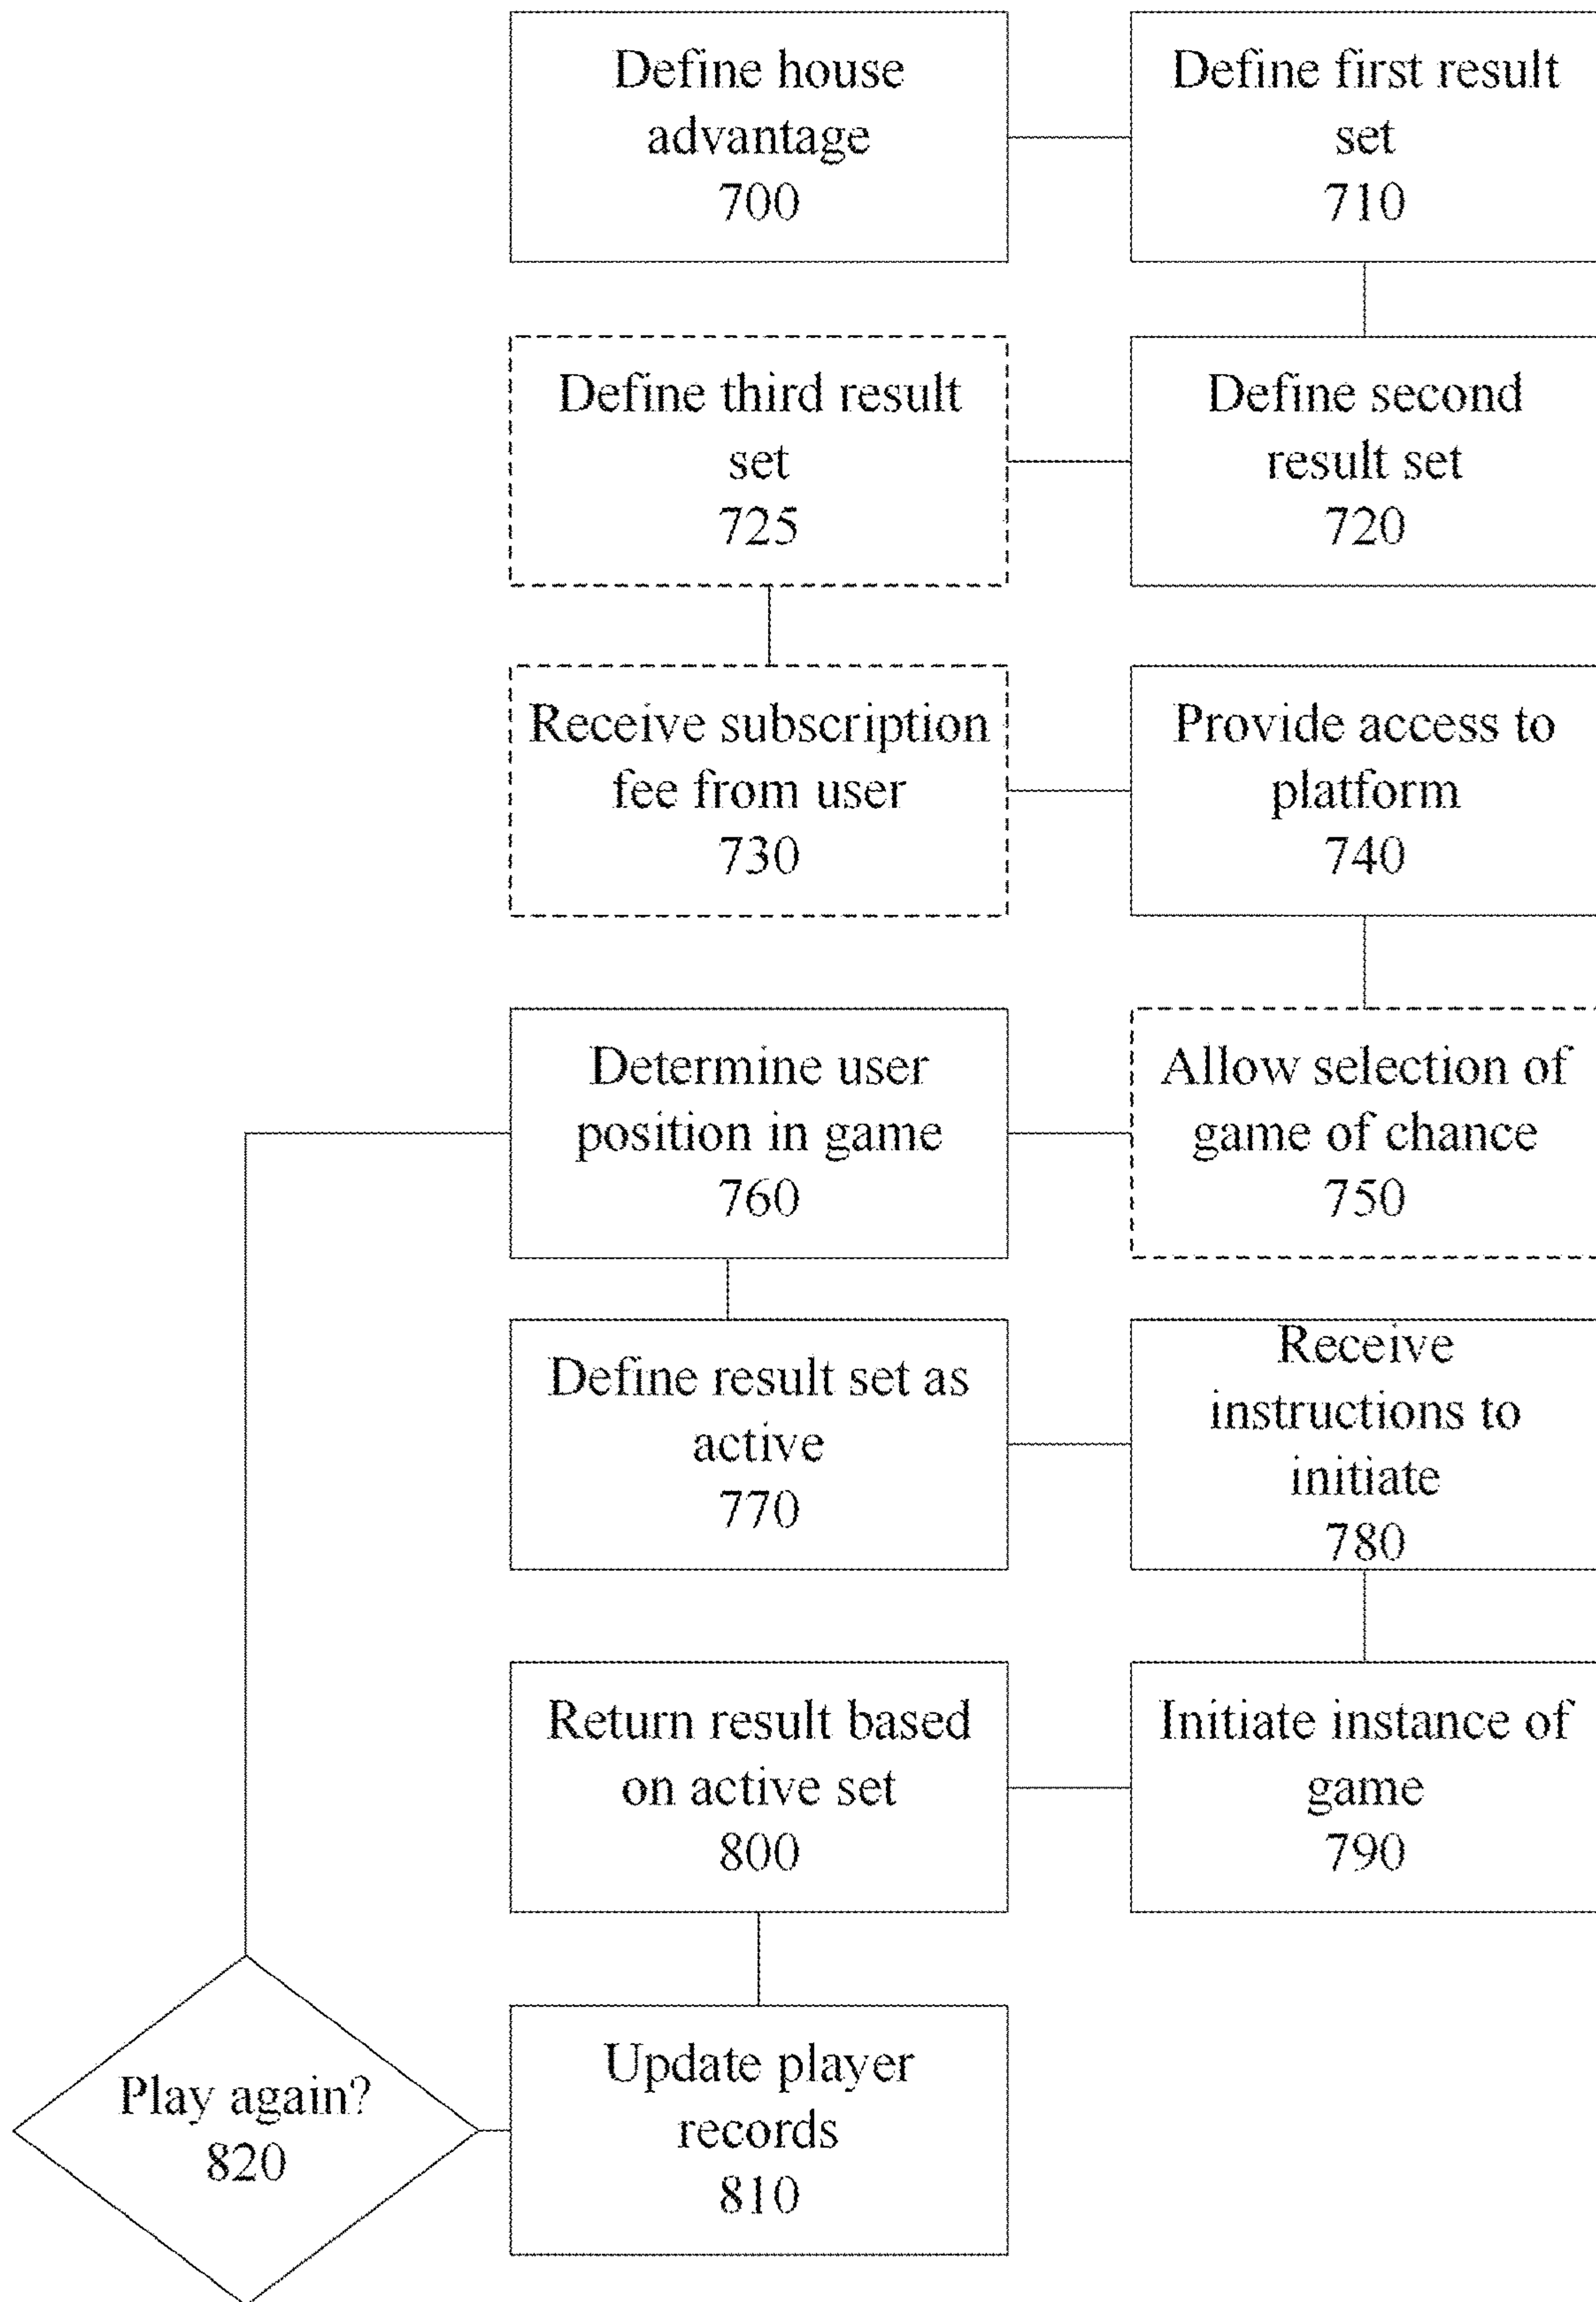 Define house
advantage
700
Define first result
set
710
Define third result
set
725
Define second
result set
720
Receive subscription
fee from user
730
Provide access to
platform
740
Determine user
position in game
760
Allow selection of
game of chance
750
Define result set as
active
770
Receive
instructions to
initiate
780
Return result based
on active set
800
Initiate instance of
game
790
Play again?
820
Update player
records
810